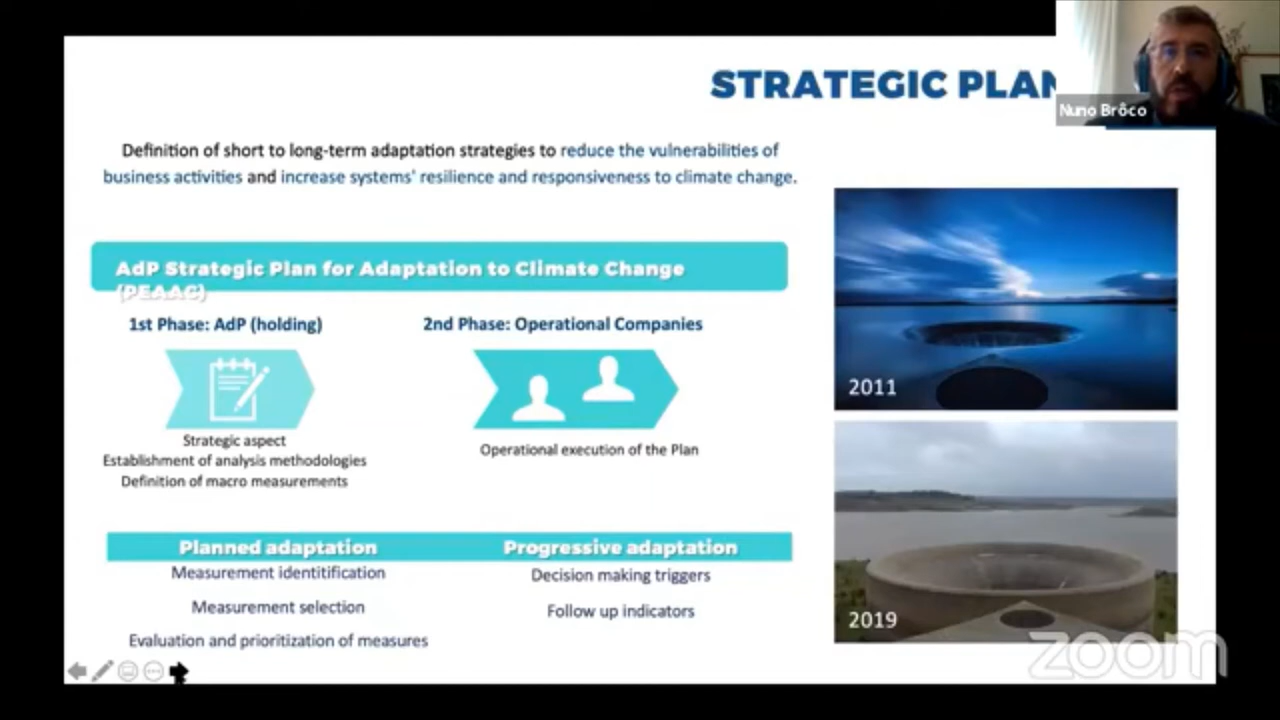 STRATEGIC PLAN
Nuno Brôco
Definition of short to long-term adaptation strategies to reduce the vulnerabilities of
business activities and increase systems' resilience and responsiveness to climate change.
AdP Strategic Plan for Adaptation to Climate Change
(PEAAC)
1st Phase: AdP (holding)
2nd Phase: Operational Companies
Strategic aspect
Establishment of analysis methodologies
Definition of macro measurements
Operational execution of the Plan
Planned adaptation
Progressive adaptation
Measurement identitification
Decision making triggers
Measurement selection
Follow up indicators
Evaluation and prioritization of measures
2011
2019
zoom